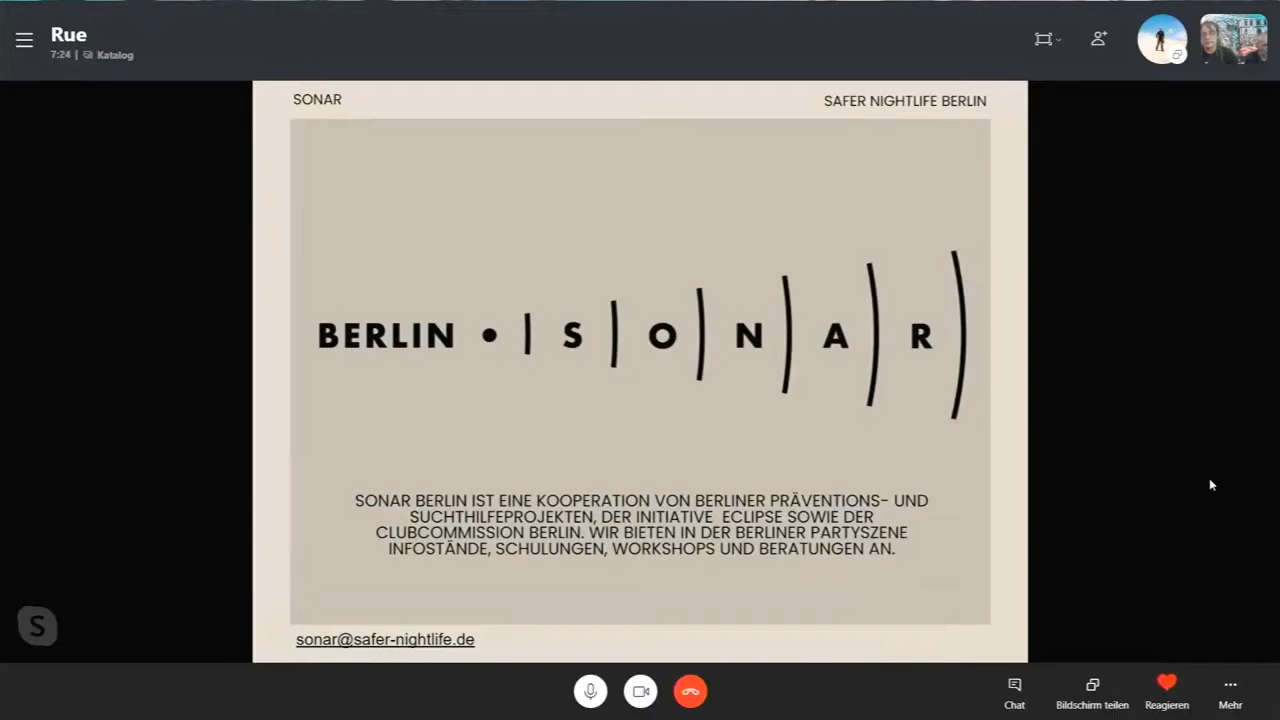 Rue
7:24 | Katalog
SONAR
SAFER NIGHTLIFE BERLIN
BERLIN • | S | O ) N ) A ) R )
SONAR BERLIN IST EINE KOOPERATION VON BERLINER PRÄVENTIONS- UND
SUCHTHILFEPROJEKTEN, DER INITIATIVE ECLIPSE SOWIE DER
CLUBCOMMISSION BERLIN. WIR BIETEN IN DER BERLINER PARTYSZENE
INFOSTÄNDE, SCHULUNGEN, WORKSHOPS UND BERATUNGEN AN.
S
sonar@safer-nightlife.de
Chat
Bildschirm teilen
Reagieren
Mehr